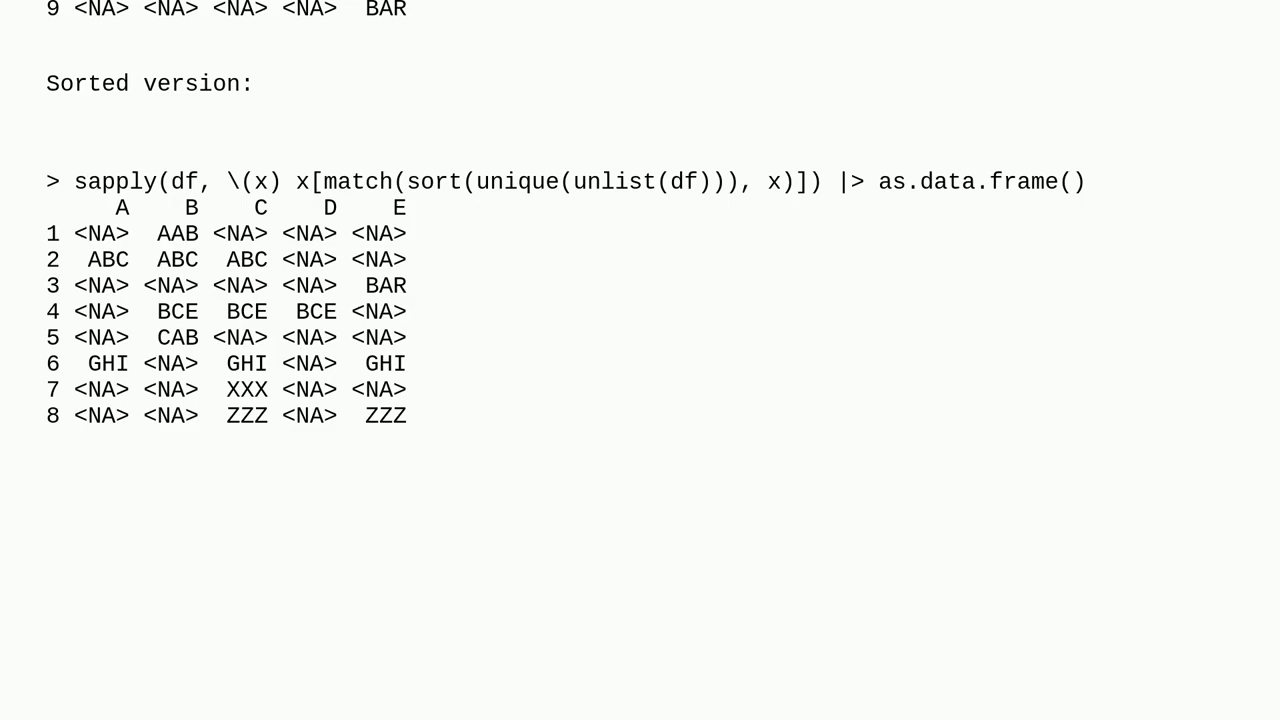 9 <NA> <NA> <NA> <NA>  BAR
Sorted version:
> sapply(df, \(x) x[match(sort(unique(unlist(df))), x)]) |> as.data.frame()
     A    B    C    D    E
1 <NA>  AAB <NA> <NA> <NA>
2  ABC  ABC  ABC <NA> <NA>
3 <NA> <NA> <NA> <NA>  BAR
4 <NA>  BCE  BCE  BCE <NA>
5 <NA>  CAB <NA> <NA> <NA>
6  GHI <NA>  GHI <NA>  GHI
7 <NA> <NA>  XXX <NA> <NA>
8 <NA> <NA>  ZZZ <NA>  ZZZ